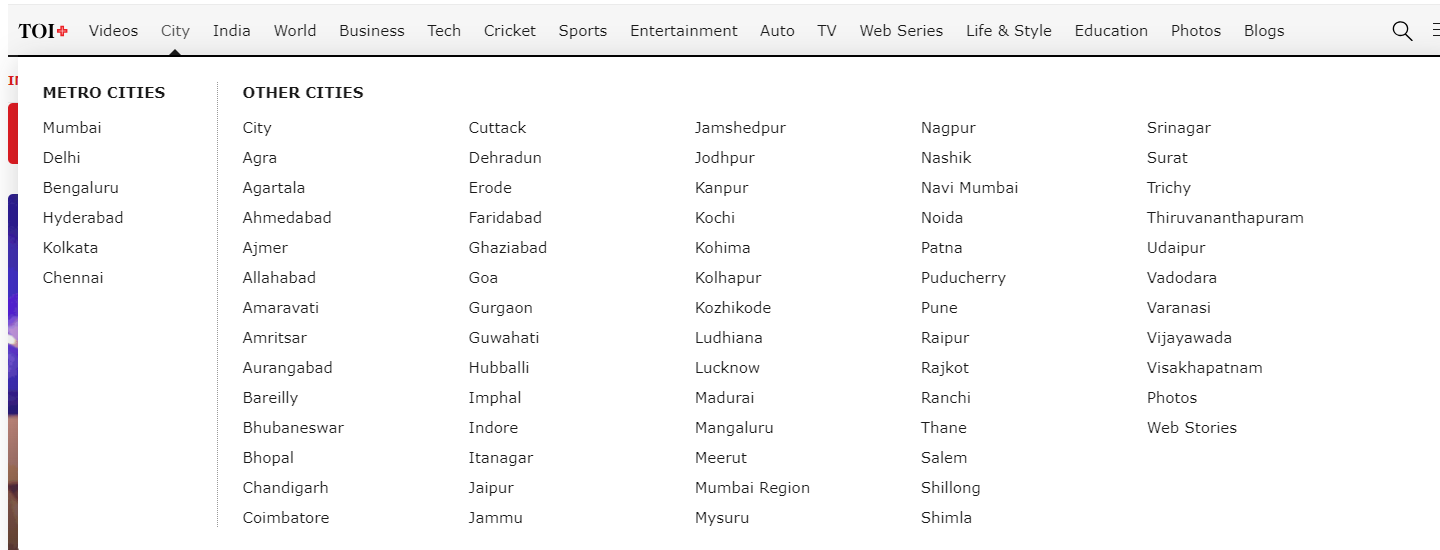 TOI+ Videos City India World Business Tech Cricket Sports Entertainment Auto TV Web Series Life & Style Education Photos Blogs
METRO CITIES
Mumbai
Delhi
Bengaluru
Hyderabad
Kolkata
Chennai
OTHER CITIES
City
Agra
Agartala
Ahmedabad
Ajmer
Allahabad
Amaravati
Amritsar
Aurangabad
Bareilly
Bhubaneswar
Bhopal
Chandigarh
Coimbatore
Cuttack
Dehradun
Erode
Faridabad
Ghaziabad
Goa
Gurgaon
Guwahati
Hubballi
Imphal
Indore
Itanagar
Jaipur
Jammu
Jamshedpur
Jodhpur
Kanpur
Kochi
Kohima
Kolhapur
Kozhikode
Ludhiana
Lucknow
Madurai
Mangaluru
Meerut
Mumbai Region
Mysuru
Nagpur
Nashik
Navi Mumbai
Noida
Patna
Puducherry
Pune
Raipur
Rajkot
Ranchi
Thane
Salem
Shillong
Shimla
Srinagar
Surat
Trichy
Thiruvananthapuram
Udaipur
Vadodara
Varanasi
Vijayawada
Visakhapatnam
Photos
Web Stories